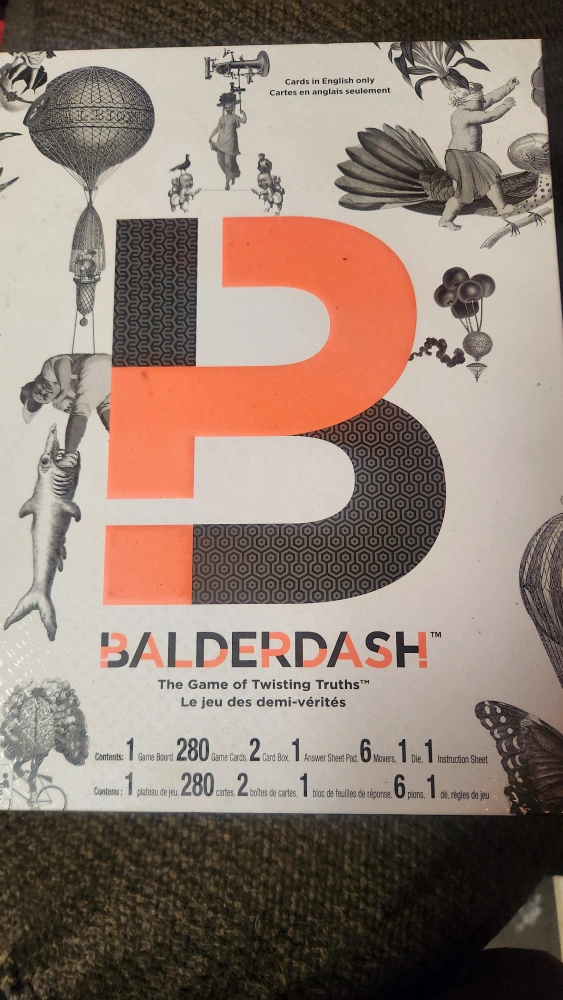 Cards in English only
Cartes en anglais seulement
ALBION
B
BALDERDASH!™
The Game of Twisting Truths™
Le jeu des demi-vérités
Contents: 1 Game Board, 280 Game Cards, 2 Card Box, 1 Answer Sheet Pad, 6 Movers, 1 Die, 1 Instruction Sheet
Contenu : 1 plateau de jeu, 280 cartes, 2 boîtes de cartes, 1 bloc de feuilles de réponse, 6 pions, 1 dé, règles de jeu